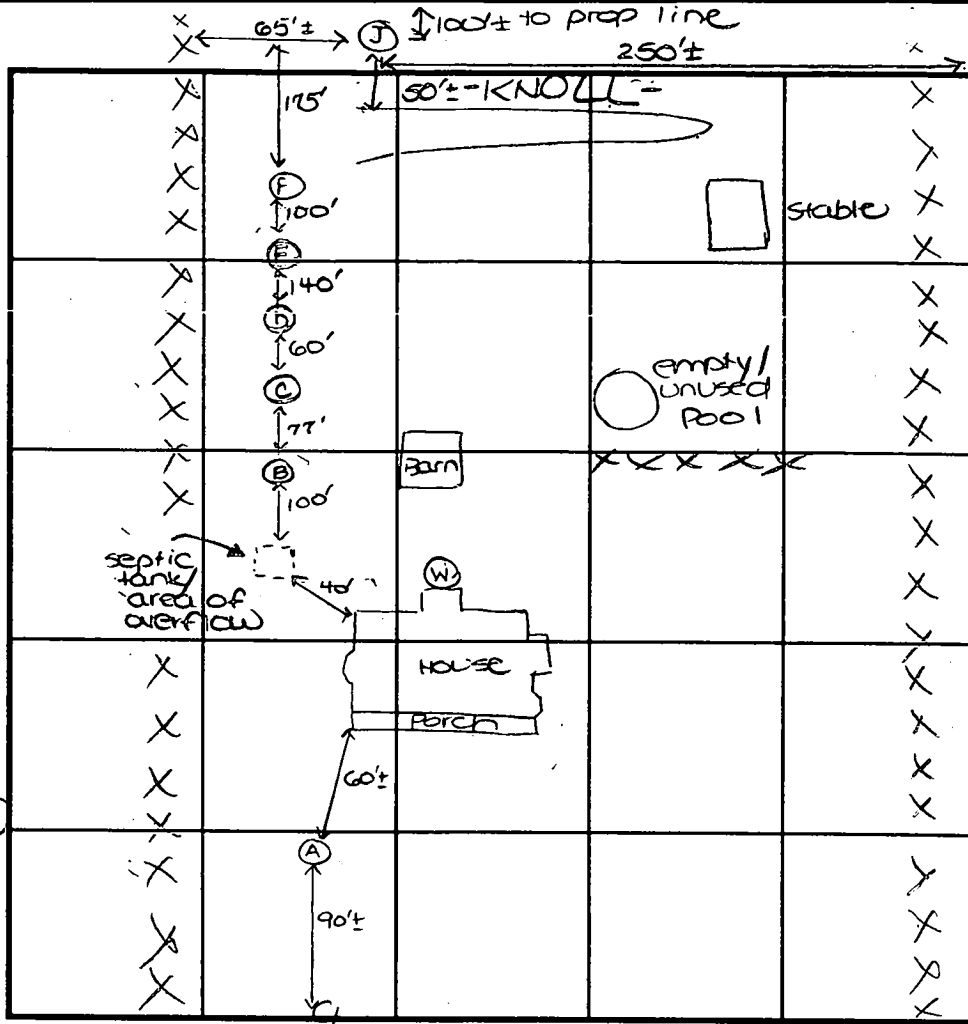 65'± J 100'± to prop line
250'±
175' 50'± -KNOLL-
F
100' stable
E
140'
D
60'
C empty/
unused
pool
77'
B Barn
100'
septic
tank/
area of
overflow
40' W
HOUSE
Porch
60'±
A
90'±